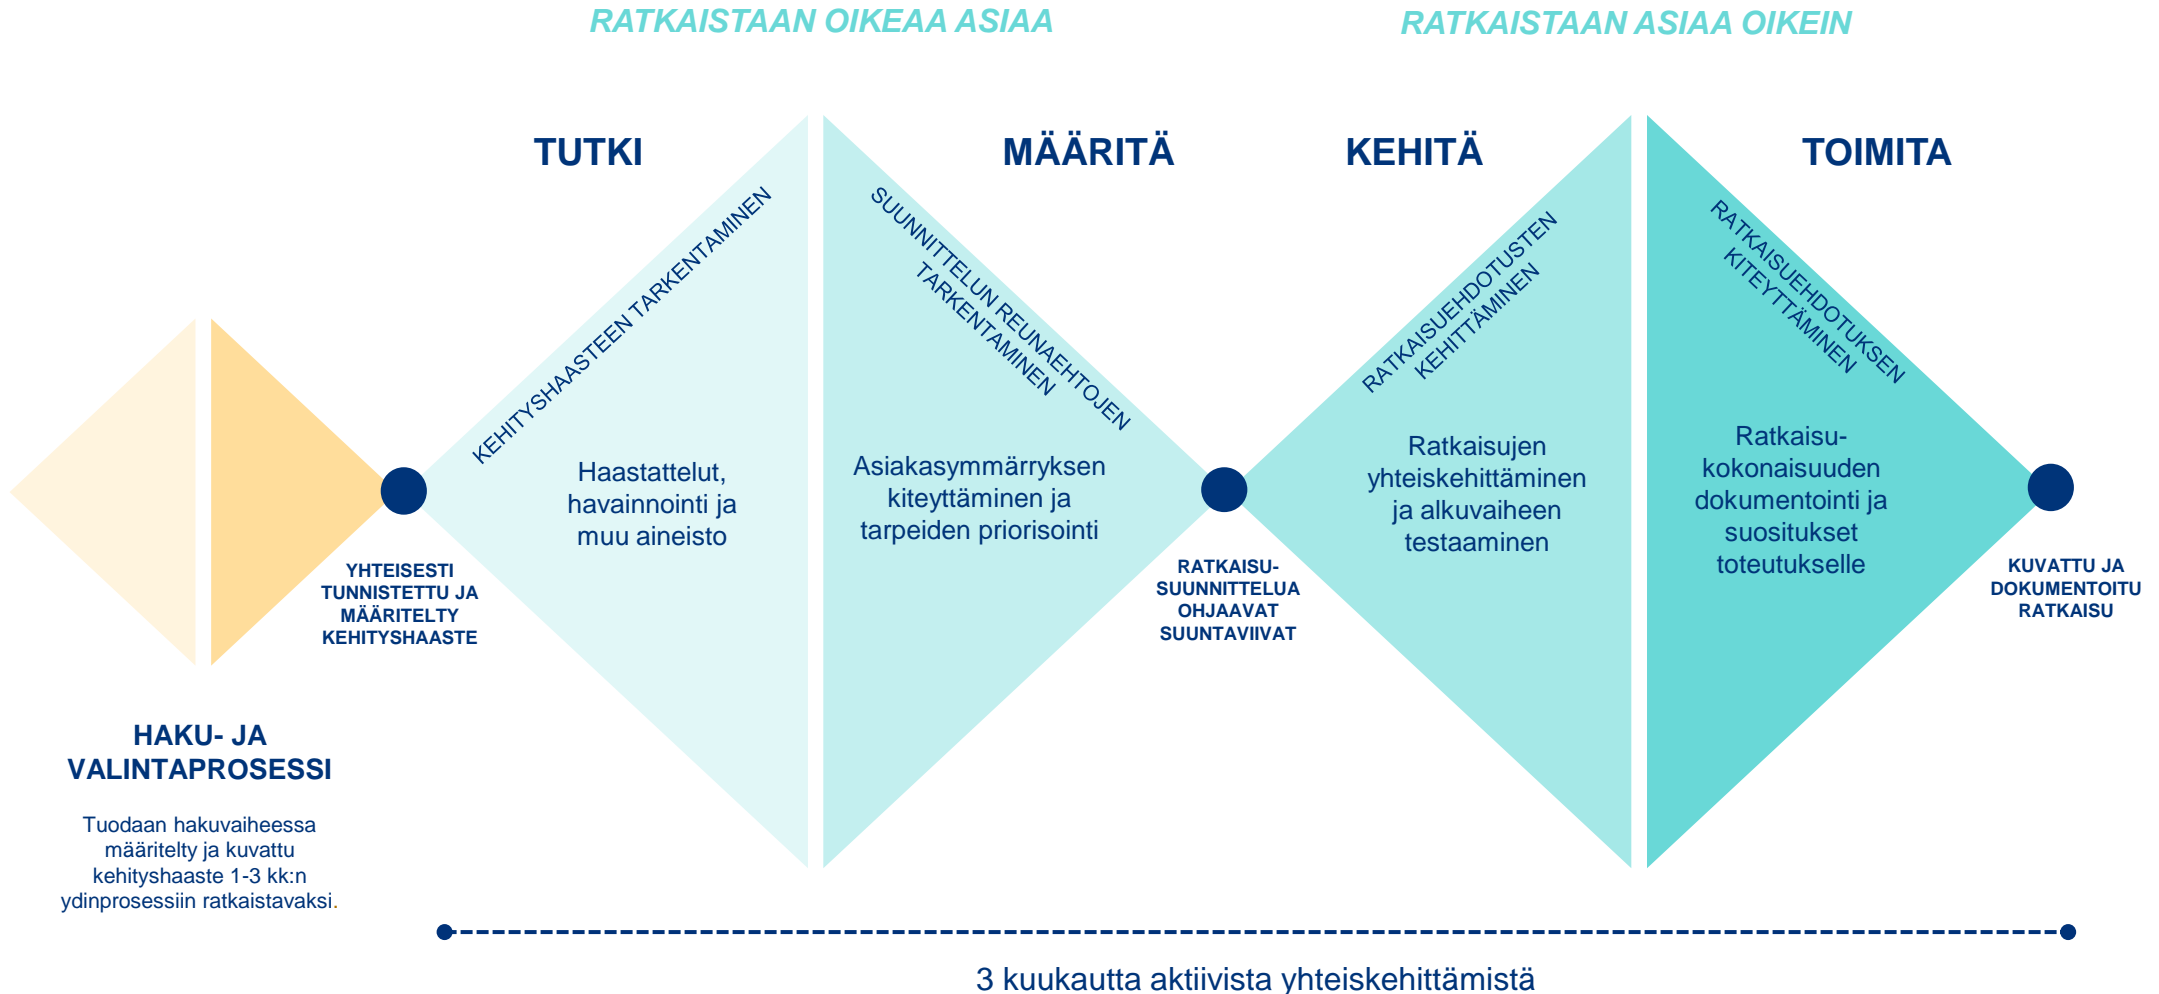 RATKAISTAAN OIKEAA ASIAA
RATKAISTAAN ASIAA OIKEIN
TUTKI
MÄÄRITÄ
KEHITÄ
TOIMITA
KEHITYSHAASTEEN TARKENTAMINEN
SUUNNITTELUN REUNAEHTOJEN
TARKENTAMINEN
RATKAISUEHDOTUSTEN
KEHITTÄMINEN
RATKAISUEHDOTUKSEN
KITEYTTÄMINEN
Haastattelut,
havainnointi ja
muu aineisto
Asiakasymmärryksen
kiteyttäminen ja
tarpeiden priorisointi
Ratkaisujen
yhteiskehittäminen
ja alkuvaiheen
testaaminen
Ratkaisu-
kokonaisuuden
dokumentointi ja
suositukset
toteutukselle
YHTEISESTI
TUNNISTETTU JA
MÄÄRITELTY
KEHITYSHAASTE
RATKAISU-
SUUNNITTELUA
OHJAAVAT
SUUNTAVIIVAT
KUVATTU JA
DOKUMENTOITU
RATKAISU
HAKU- JA
VALINTAPROSESSI
Tuodaan hakuvaiheessa
määritelty ja kuvattu
kehityshaaste 1-3 kk:n
ydinprosessiin ratkaistavaksi.
3 kuukautta aktiivista yhteiskehittämistä